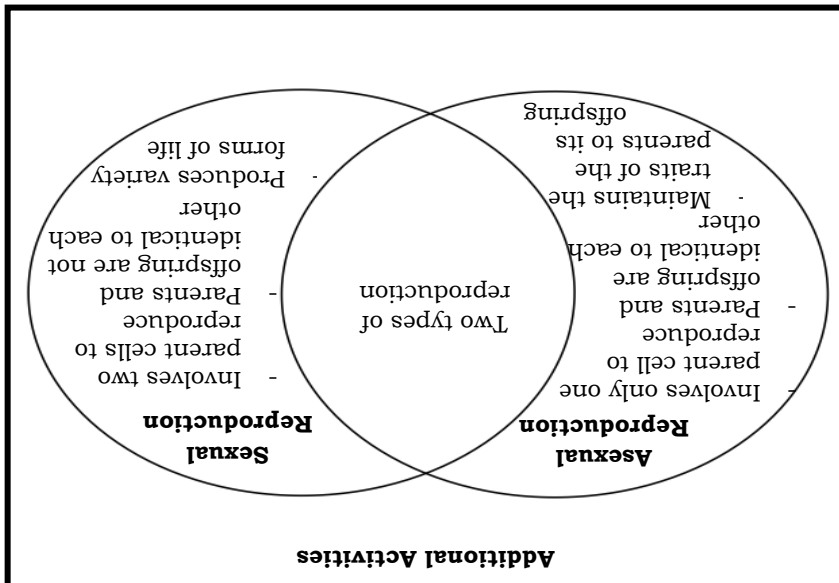 Additional Activities
Asexual
Reproduction
- Involves only one
parent cell to
reproduce
- Parents and
offspring are
identical to each
other
- Maintains the
traits of the
parents to its
offspring
Two types of
reproduction
Sexual
Reproduction
- Involves two
parent cells to
reproduce
- Parents and
offspring are not
identical to each
other
- Produces variety
forms of life